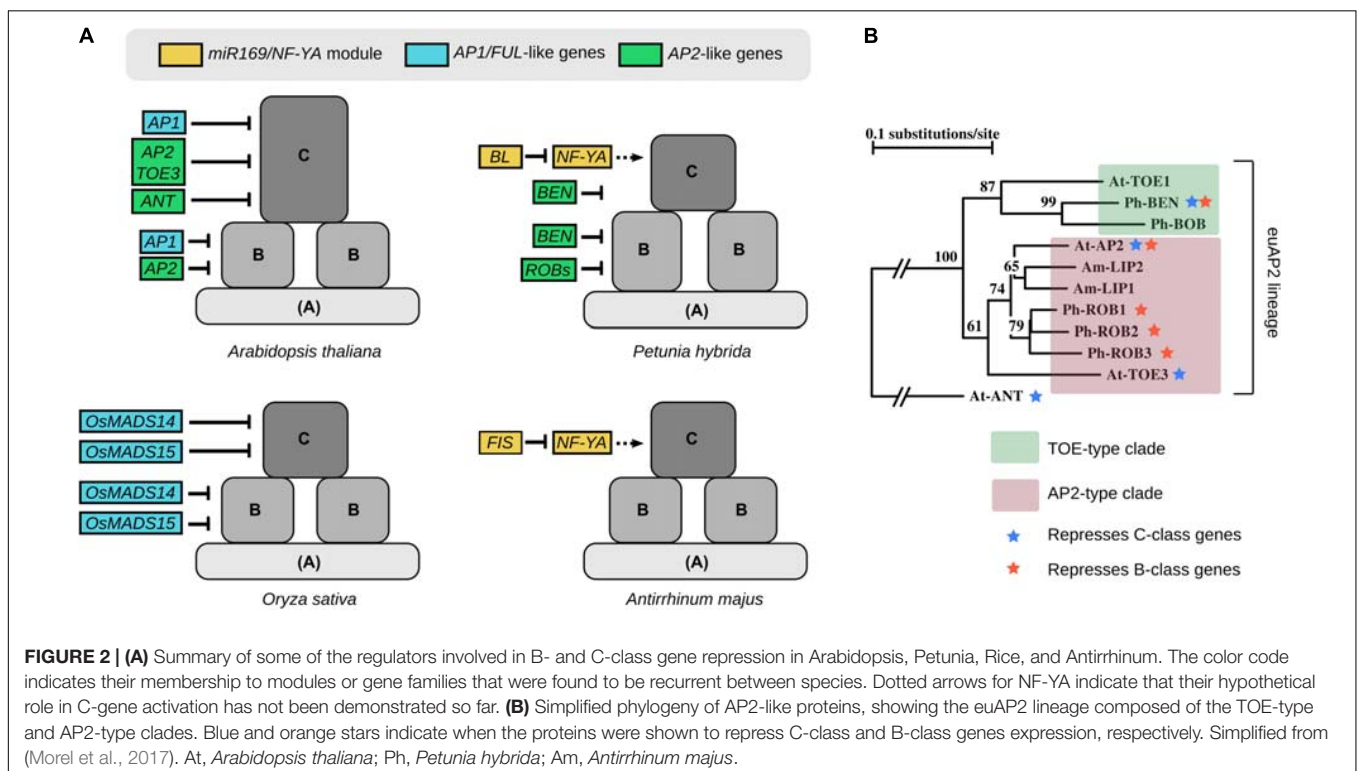 A
miR169/NF-YA module
AP1/FUL-like genes
AP2-like genes
AP1
AP2
TOE3
ANT
AP1
AP2
C
B
B
(A)
Arabidopsis thaliana
BL
NF-YA
BEN
BEN
ROBs
C
B
B
(A)
Petunia hybrida
OsMADS14
OsMADS15
OsMADS14
OsMADS15
C
B
B
(A)
Oryza sativa
FIS
NF-YA
C
B
B
(A)
Antirrhinum majus
B
0.1 substitutions/site
87
99
100
65
74
61
79
At-TOE1
Ph-BEN
Ph-BOB
At-AP2
Am-LIP2
Am-LIP1
Ph-ROB1
Ph-ROB2
Ph-ROB3
At-TOE3
At-ANT
euAP2 lineage
TOE-type clade
AP2-type clade
Represses C-class genes
Represses B-class genes
FIGURE 2 | (A) Summary of some of the regulators involved in B- and C-class gene repression in Arabidopsis, Petunia, Rice, and Antirrhinum. The color code
indicates their membership to modules or gene families that were found to be recurrent between species. Dotted arrows for NF-YA indicate that their hypothetical
role in C-gene activation has not been demonstrated so far. (B) Simplified phylogeny of AP2-like proteins, showing the euAP2 lineage composed of the TOE-type
and AP2-type clades. Blue and orange stars indicate when the proteins were shown to repress C-class and B-class genes expression, respectively. Simplified from
(Morel et al., 2017). At, Arabidopsis thaliana; Ph, Petunia hybrida; Am, Antirrhinum majus.